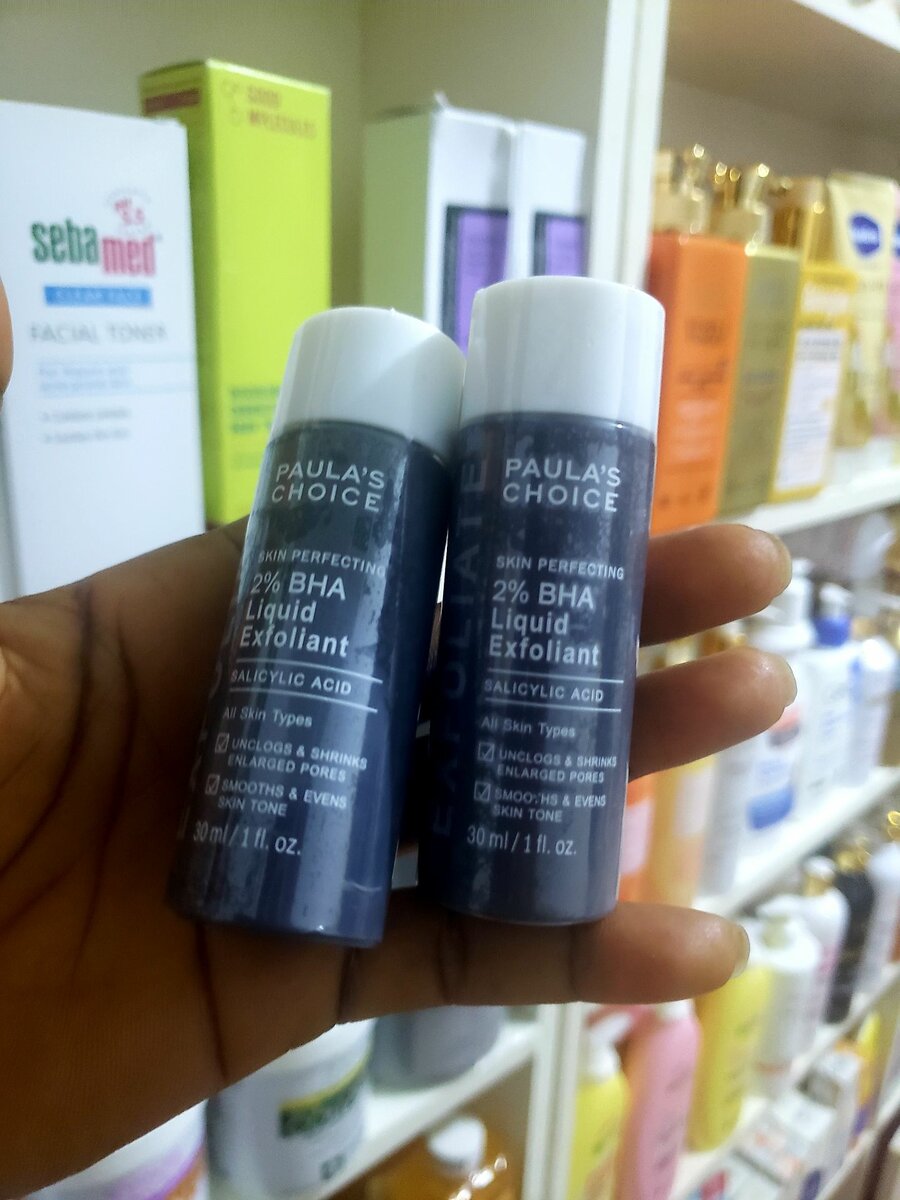 seba
med
CLEAR FACE
FACIAL TONER
PAULA'S
CHOICE
SKIN PERFECTING
2% BHA
Liquid
Exfoliant
SALICYLIC ACID
All Skin Types
UNCLOGS & SHRINKS
ENLARGED PORES
SMOOTHS & EVENS
SKIN TONE
30 ml / 1 fl. oz.
PAULA'S
CHOICE
SKIN PERFECTING
2% BHA
Liquid
Exfoliant
SALICYLIC ACID
All Skin Types
UNCLOGS & SHRINKS
ENLARGED PORES
SMOOTHS & EVENS
SKIN TONE
30 ml / 1 fl. oz.
EXFOLIATE